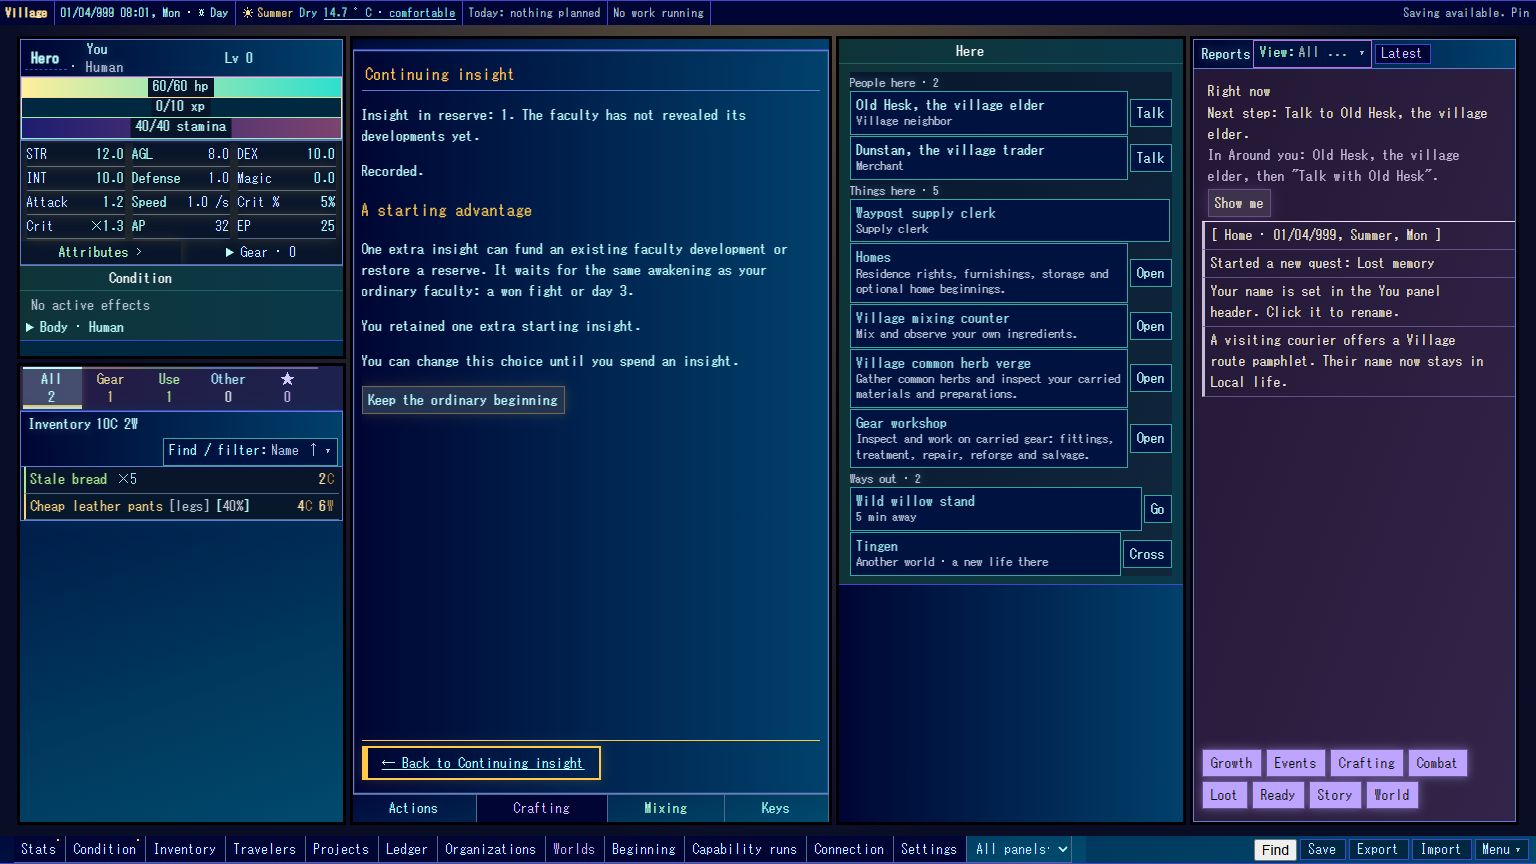 Village 01/04/999 08:01, Mon · ☀ Day ☀ Summer Dry 14.7 ° C · comfortable Today: nothing planned No work running Saving available. Pin
Hero · You Human Lv 0
60/60 hp
0/10 xp
40/40 stamina
STR 12.0 AGL 8.0 DEX 10.0
INT 10.0 Defense 1.0 Magic 0.0
Attack 1.2 Speed 1.0 /s Crit % 5%
Crit ×1.3 AP 32 EP 25
Attributes > ▶ Gear · 0
Condition
No active effects
▶ Body · Human
All Gear Use Other ★
2 1 1 0 0
Inventory 10C 2W
Find / filter: Name ↑ ▾
Stale bread ×5 2C
Cheap leather pants [legs] [40%] 4C 6W
Continuing insight
Insight in reserve: 1. The faculty has not revealed its
developments yet.
Recorded.
A starting advantage
One extra insight can fund an existing faculty development or
restore a reserve. It waits for the same awakening as your
ordinary faculty: a won fight or day 3.
You retained one extra starting insight.
You can change this choice until you spend an insight.
Keep the ordinary beginning
← Back to Continuing insight
Actions Crafting Mixing Keys
Here
People here · 2
Old Hesk, the village elder
Village neighbor
Talk
Dunstan, the village trader
Merchant
Talk
Things here · 5
Waypost supply clerk
Supply clerk
Homes
Residence rights, furnishings, storage and
optional home beginnings.
Open
Village mixing counter
Mix and observe your own ingredients.
Open
Village common herb verge
Gather common herbs and inspect your carried
materials and preparations.
Open
Gear workshop
Inspect and work on carried gear: fittings,
treatment, repair, reforge and salvage.
Open
Ways out · 2
Wild willow stand
5 min away
Go
Tingen
Another world · a new life there
Cross
Reports View: All ... ▾ Latest
Right now
Next step: Talk to Old Hesk, the village
elder.
In Around you: Old Hesk, the village
elder, then "Talk with Old Hesk".
Show me
[ Home · 01/04/999, Summer, Mon ]
Started a new quest: Lost memory
Your name is set in the You panel
header. Click it to rename.
A visiting courier offers a Village
route pamphlet. Their name now stays in
Local life.
Growth Events Crafting Combat
Loot Ready Story World
Stats Condition Inventory Travelers Projects Ledger Organizations Worlds Beginning Capability runs Connection Settings All panels Find Save Export Import Menu ▾